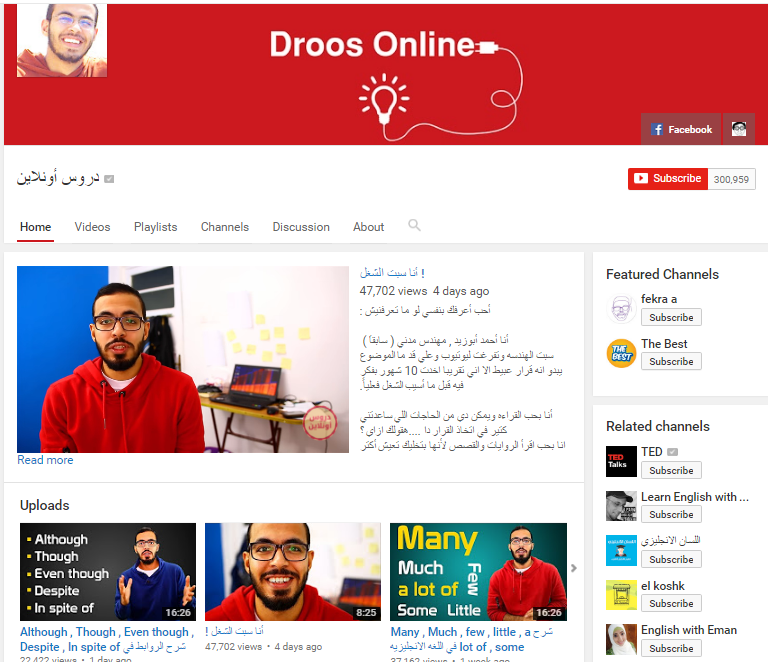 Droos Online
Facebook
دروس أونلاين
Subscribe 300,959
Home Videos Playlists Channels Discussion About
أنا سبت الشغل !
47,702 views 4 days ago
أحب أعرفك بنفسي لو ما تعرفنيش :
أنا أحمد أبوزيد , مهندس مدني ( سابقاً )
سبت الهندسه وتفرغت ليوتيوب وعلي قد ما الموضوع
يبدو انه قرار عبيط الا اني تقريبا اخدت 10 شهور بفكر
فيه قبل ما أسيب الشغل فعلياً.
أنا بحب القراءه ويمكن دي من الحاجات اللي ساعدتني
كتير في اتخاذ القرار دا .... هقولك ازاي؟
انا بحب اقرأ الروايات والقصص لأنها بتخليك تعيش أكثر
دروس
أونلاين
Read more
Uploads
Although
Though
Even though
Despite
In spite of
16:26
8:25
Many
Much
a lot of
Few
Some Little
16:26
Although , Though , Even though ,
Despite , In spite of شرح الروابط في
22,422 views • 1 day ago
أنا سبت الشغل !
47,702 views • 4 days ago
Many , Much , few , little , a شرح
lot of , some في اللغه الانجليزيه
37,162 views • 1 week ago
Featured Channels
fekra a
Subscribe
THE BEST
The Best
Subscribe
Related channels
TED Talks
TED
Subscribe
Learn English with ...
Subscribe
اللسان الانجليزي
Subscribe
el koshk
Subscribe
English with Eman
Subscribe